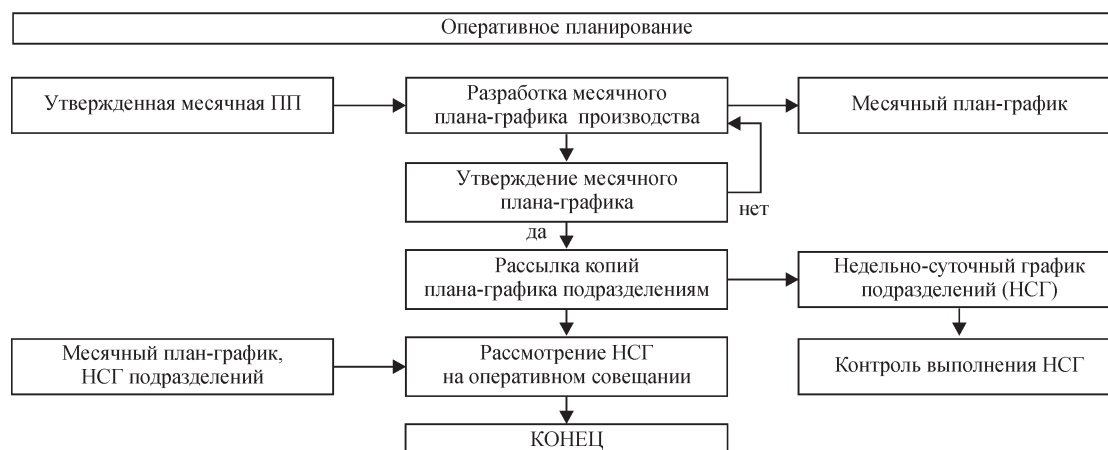 Оперативное планирование
Утвержденная месячная ПП
Разработка месячного
плана-графика производства
Месячный план-график
Утверждение месячного
плана-графика
нет
да
Рассылка копий
плана-графика подразделениям
Недельно-суточный график
подразделений (НСГ)
Месячный план-график,
НСГ подразделений
Рассмотрение НСГ
на оперативном совещании
Контроль выполнения НСГ
КОНЕЦ